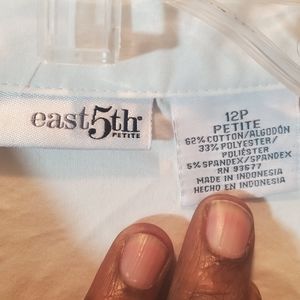 east5th
PETITE
12P
PETITE
62% COTTON/ALGODÓN
33% POLYESTER/
POLIÉSTER
5% SPANDEX/SPANDEX
RN 93677
MADE IN INDONESIA
HECHO EN INDONESIA